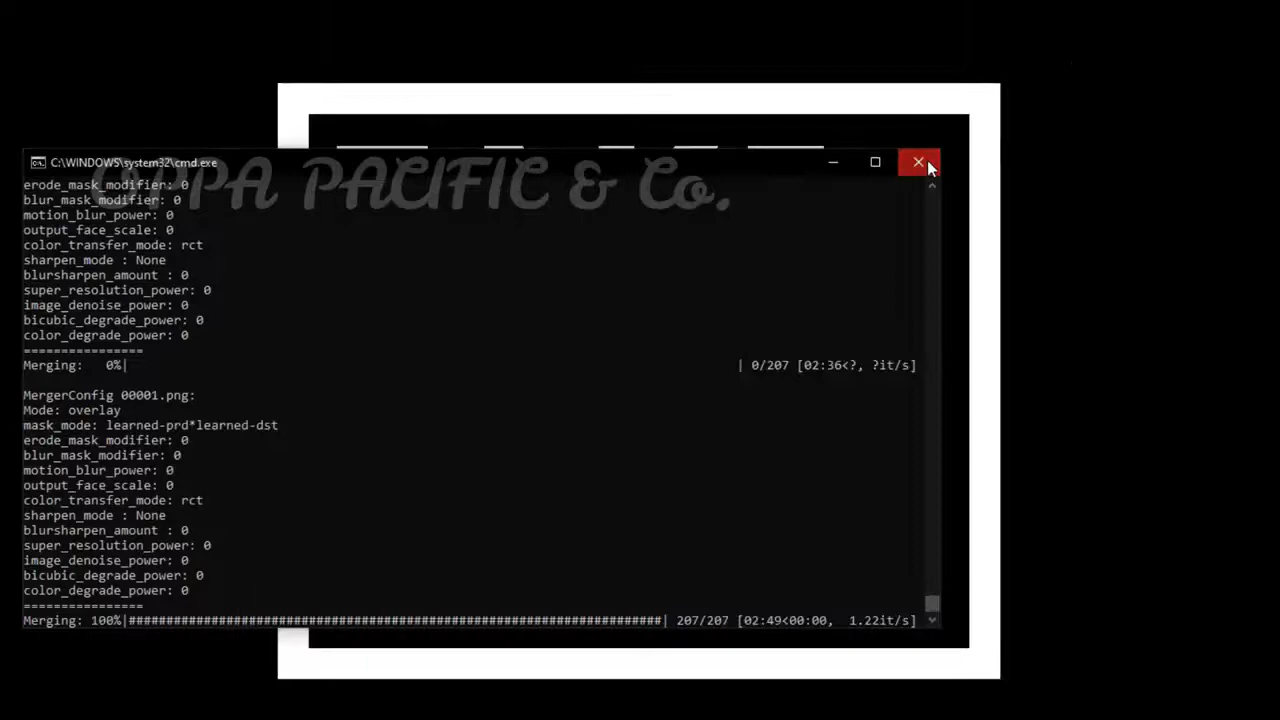 C:\WINDOWS\system32\cmd.exe
OPPA PACIFIC & Co.
erode_mask_modifier: 0
blur_mask_modifier: 0
motion_blur_power: 0
output_face_scale: 0
color_transfer_mode: rct
sharpen_mode : None
blursharpen_amount : 0
super_resolution_power: 0
image_denoise_power: 0
bicubic_degrade_power: 0
color_degrade_power: 0
================
Merging:   0%|                                                                                  | 0/207 [02:36<?, ?it/s]
MergerConfig 00001.png:
Mode: overlay
mask_mode: learned-prd*learned-dst
erode_mask_modifier: 0
blur_mask_modifier: 0
motion_blur_power: 0
output_face_scale: 0
color_transfer_mode: rct
sharpen_mode : None
blursharpen_amount : 0
super_resolution_power: 0
image_denoise_power: 0
bicubic_degrade_power: 0
color_degrade_power: 0
================
Merging: 100%|#######################################################################| 207/207 [02:49<00:00,  1.22it/s]